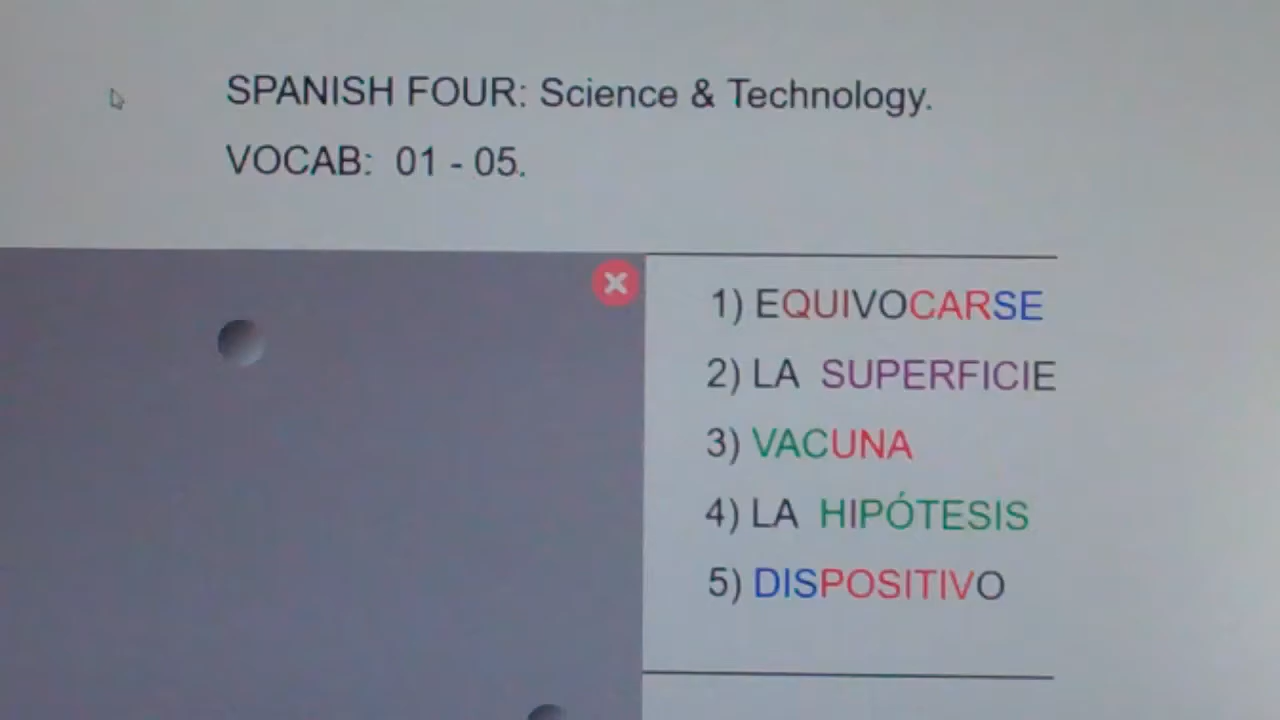 SPANISH FOUR: Science & Technology.
VOCAB: 01 - 05.
1) EQUIVOCARSE
2) LA SUPERFICIE
3) VACUNA
4) LA HIPÓTESIS
5) DISPOSITIVO